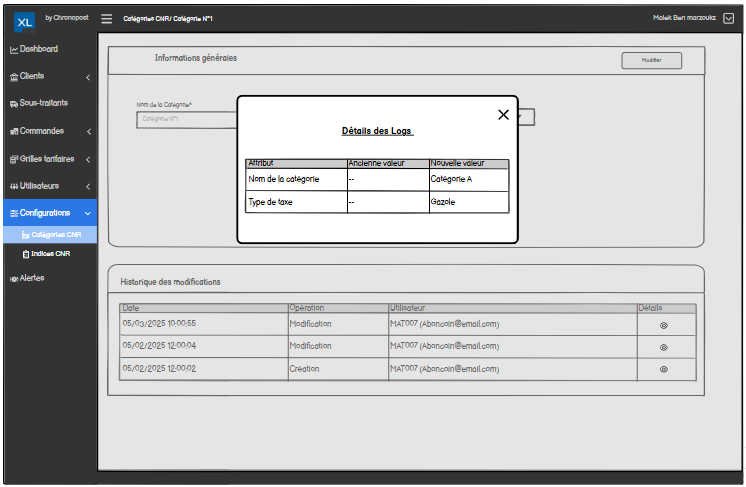 XL by Chronopost Catégories CNR/ Catégorie N°1 Malek Ben marzoukz
Dashboard
Clients
Sous-traitants
Commandes
Grilles tarifaires
Utilisateurs
Configurations
Catégories CNR
Indices CNR
Alertes
Informations générales Modifier
Nom de la Catégorie*
Catégorie N°1
Détails des Logs
Attribut Ancienne valeur Nouvelle valeur
Nom de la catégorie -- Catégorie A
Type de taxe -- Gazole
Historique des modifications
Date Opération Utilisateur Détails
05/03/2025 10:00:55 Modification MAT007 (Aboncoin@email.com)
05/02/2025 12:00:04 Modification MAT007 (Aboncoin@email.com)
05/02/2025 12:00:02 Création MAT007 (Aboncoin@email.com)